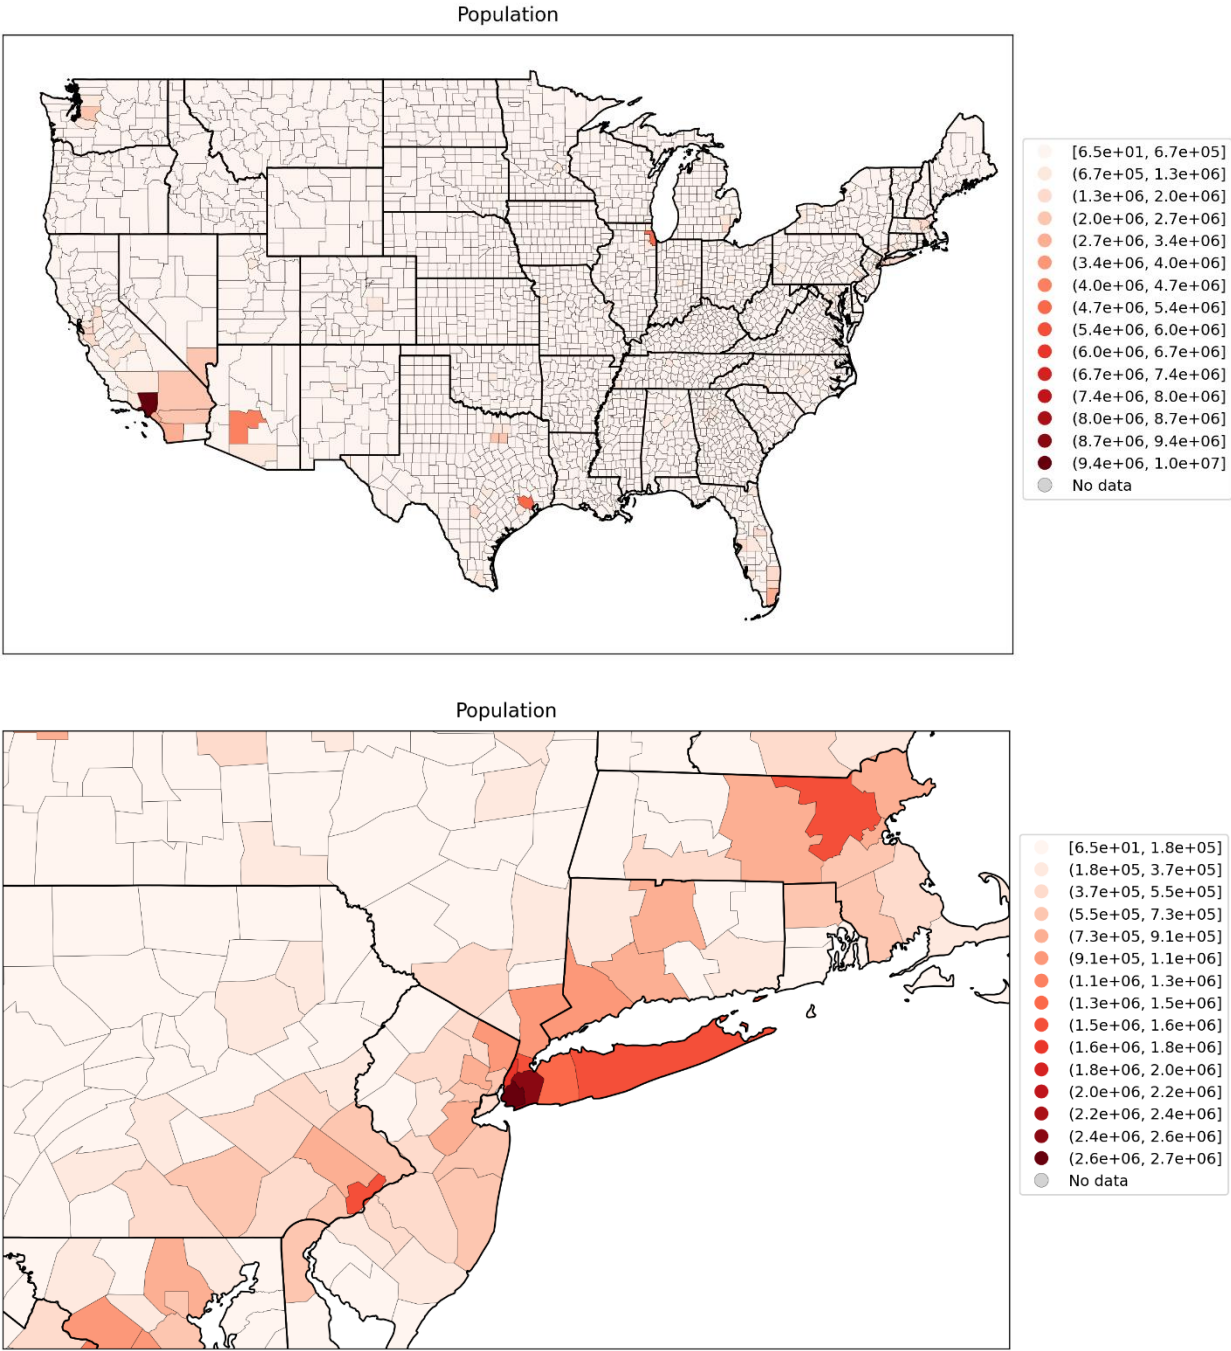 Population
[6.5e+01, 6.7e+05]
(6.7e+05, 1.3e+06]
(1.3e+06, 2.0e+06]
(2.0e+06, 2.7e+06]
(2.7e+06, 3.4e+06]
(3.4e+06, 4.0e+06]
(4.0e+06, 4.7e+06]
(4.7e+06, 5.4e+06]
(5.4e+06, 6.0e+06]
(6.0e+06, 6.7e+06]
(6.7e+06, 7.4e+06]
(7.4e+06, 8.0e+06]
(8.0e+06, 8.7e+06]
(8.7e+06, 9.4e+06]
(9.4e+06, 1.0e+07]
No data
Population
[6.5e+01, 1.8e+05]
(1.8e+05, 3.7e+05]
(3.7e+05, 5.5e+05]
(5.5e+05, 7.3e+05]
(7.3e+05, 9.1e+05]
(9.1e+05, 1.1e+06]
(1.1e+06, 1.3e+06]
(1.3e+06, 1.5e+06]
(1.5e+06, 1.6e+06]
(1.6e+06, 1.8e+06]
(1.8e+06, 2.0e+06]
(2.0e+06, 2.2e+06]
(2.2e+06, 2.4e+06]
(2.4e+06, 2.6e+06]
(2.6e+06, 2.7e+06]
No data